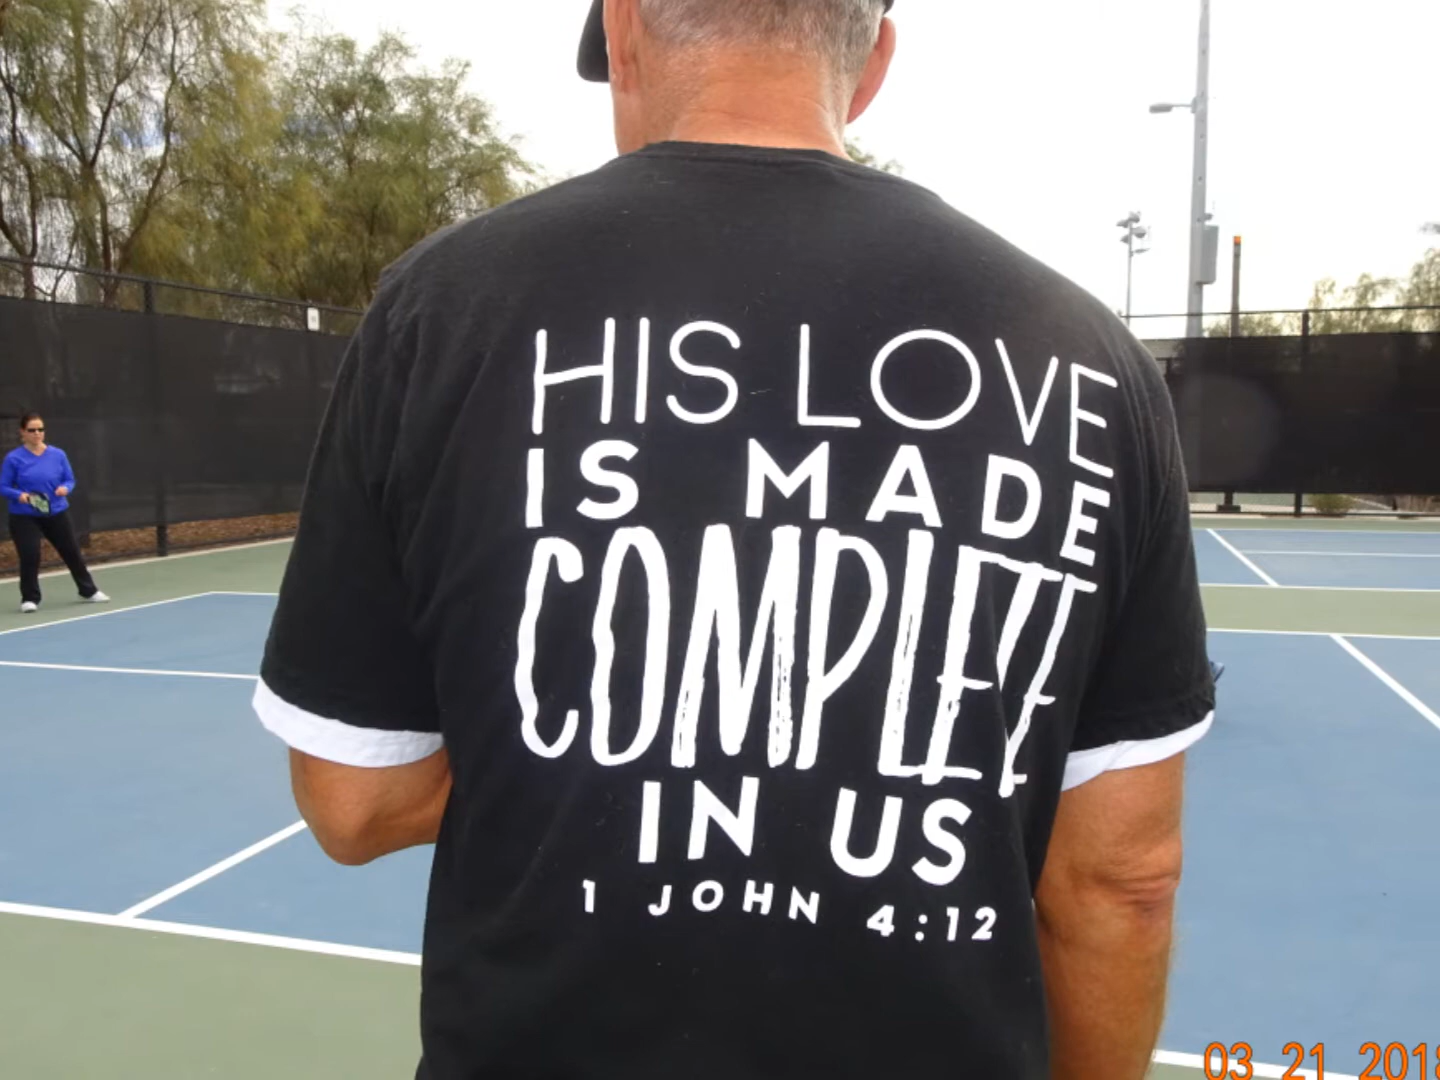 HIS LOVE
IS MADE
COMPLETE
IN US
1 JOHN 4:12
03 21 2018